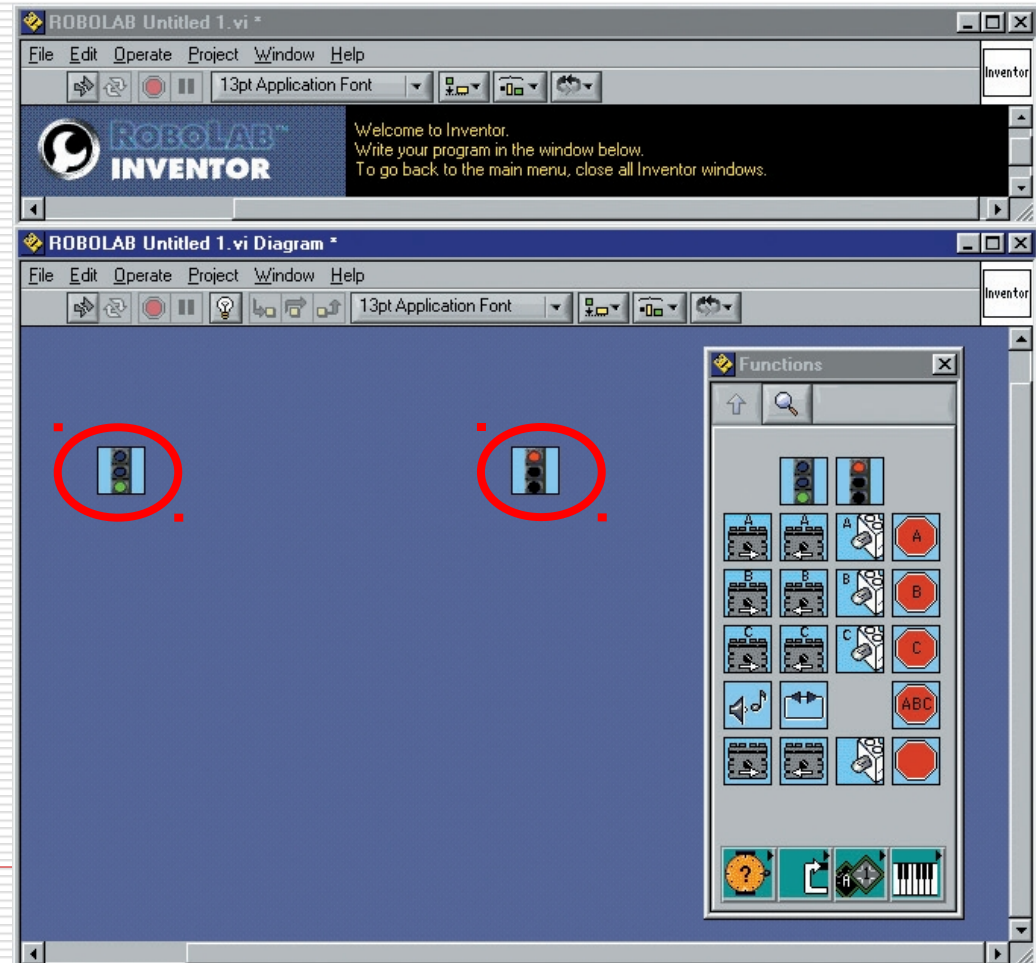 ROBOLAB Untitled 1.vi *
File Edit Operate Project Window Help
13pt Application Font
Inventor
ROBOLAB™
INVENTOR
Welcome to Inventor.
Write your program in the window below.
To go back to the main menu, close all Inventor windows.
ROBOLAB Untitled 1.vi Diagram *
File Edit Operate Project Window Help
13pt Application Font
Inventor
Functions
A A A A
B B B B
C C C C
ABC
? A 1